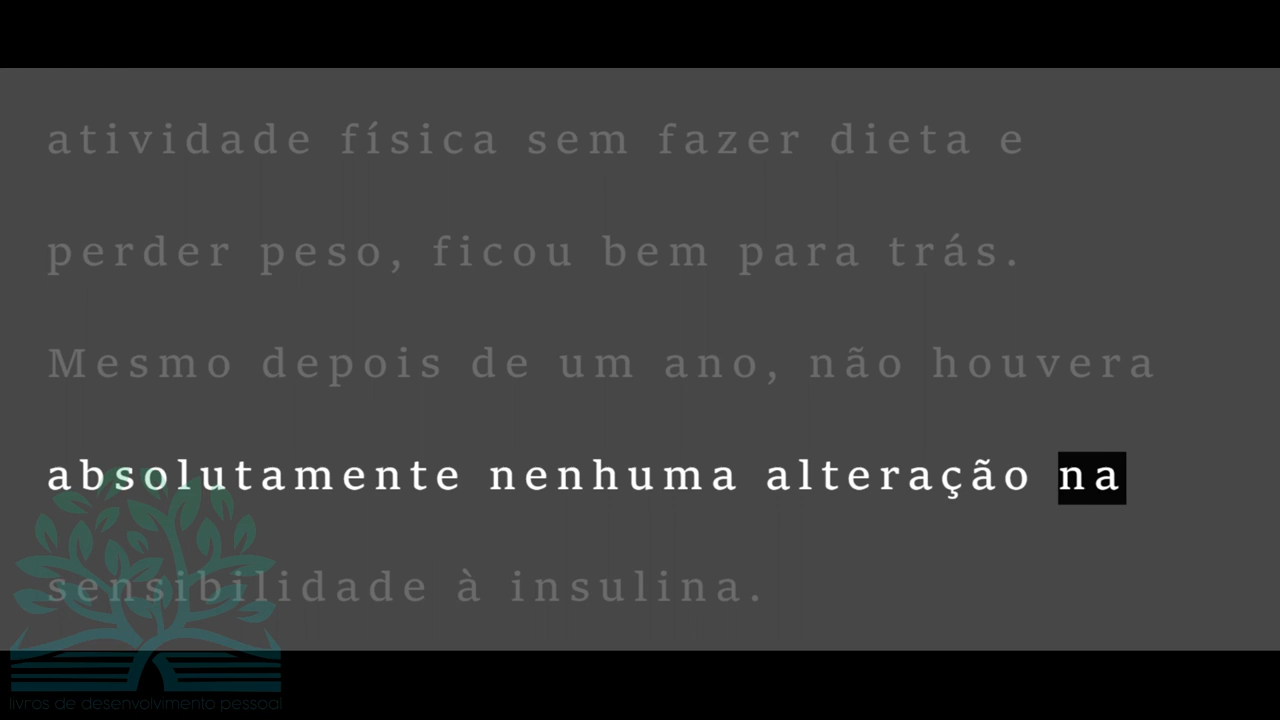 atividade física sem fazer dieta e
perder peso, ficou bem para trás.
Mesmo depois de um ano, não houvera
absolutamente nenhuma alteração na
sensibilidade à insulina.
livros de desenvolvimento pessoal